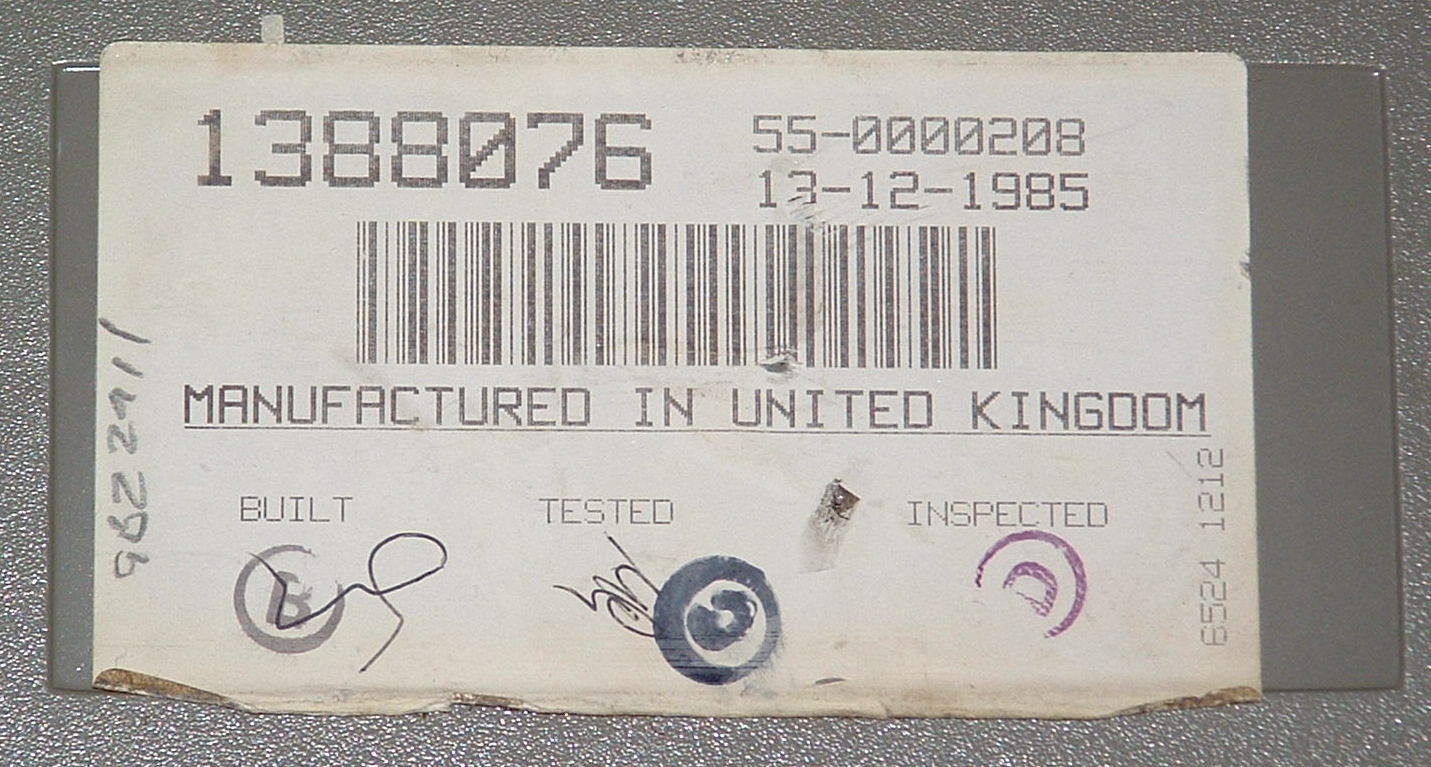 1388076
55-0000208
13-12-1985
MANUFACTURED IN UNITED KINGDOM
BUILT
TESTED
INSPECTED
6524 1212